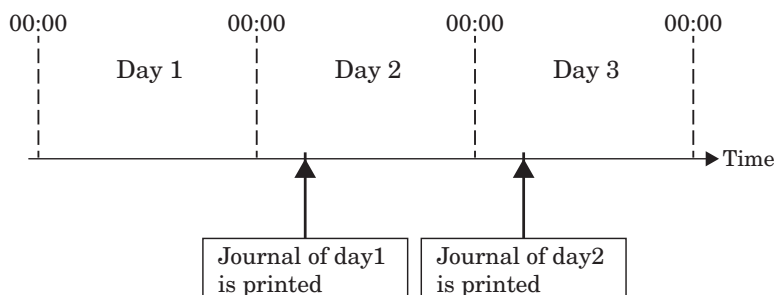 00:00 00:00 00:00 00:00
Day 1 Day 2 Day 3
Time
Journal of day1
is printed
Journal of day2
is printed